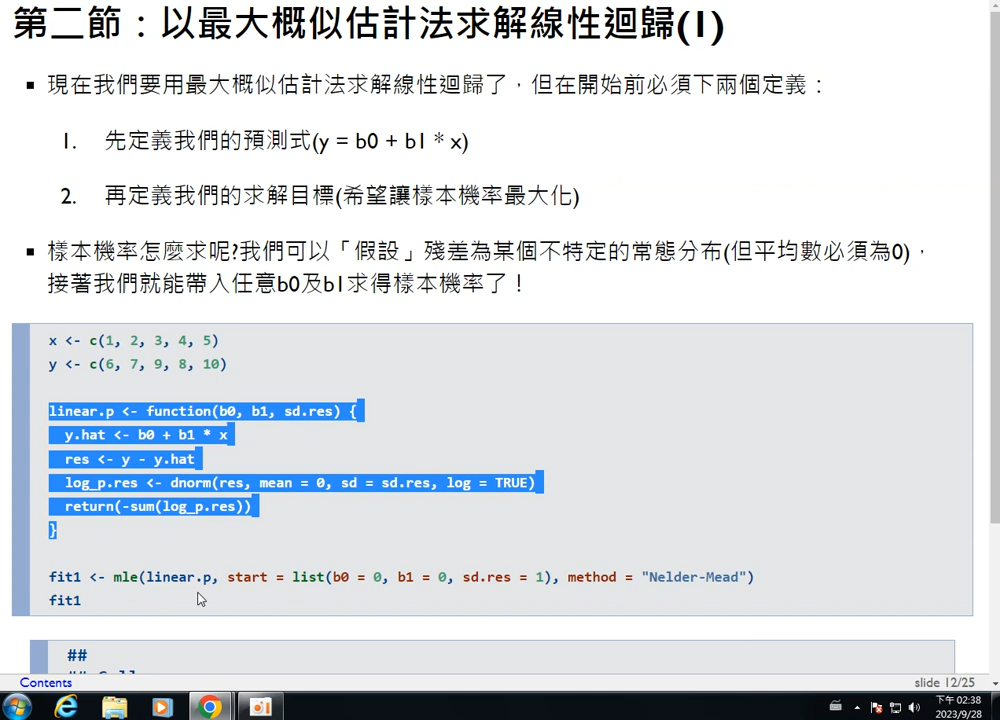 第二節：以最大概似估計法求解線性迴歸(1)
▪ 現在我們要用最大概似估計法求解線性迴歸了，但在開始前必須下兩個定義：
1. 先定義我們的預測式(y = b0 + b1 * x)
2. 再定義我們的求解目標(希望讓樣本機率最大化)
▪ 樣本機率怎麼求呢?我們可以「假設」殘差為某個不特定的常態分布(但平均數必須為0)，
接著我們就能帶入任意b0及b1求得樣本機率了！
x <- c(1, 2, 3, 4, 5)
y <- c(6, 7, 9, 8, 10)
linear.p <- function(b0, b1, sd.res) {
  y.hat <- b0 + b1 * x
  res <- y - y.hat
  log_p.res <- dnorm(res, mean = 0, sd = sd.res, log = TRUE)
  return(-sum(log_p.res))
}
fit1 <- mle(linear.p, start = list(b0 = 0, b1 = 0, sd.res = 1), method = "Nelder-Mead")
fit1
##
Contents
slide 12/25
下午 02:38
2023/9/28